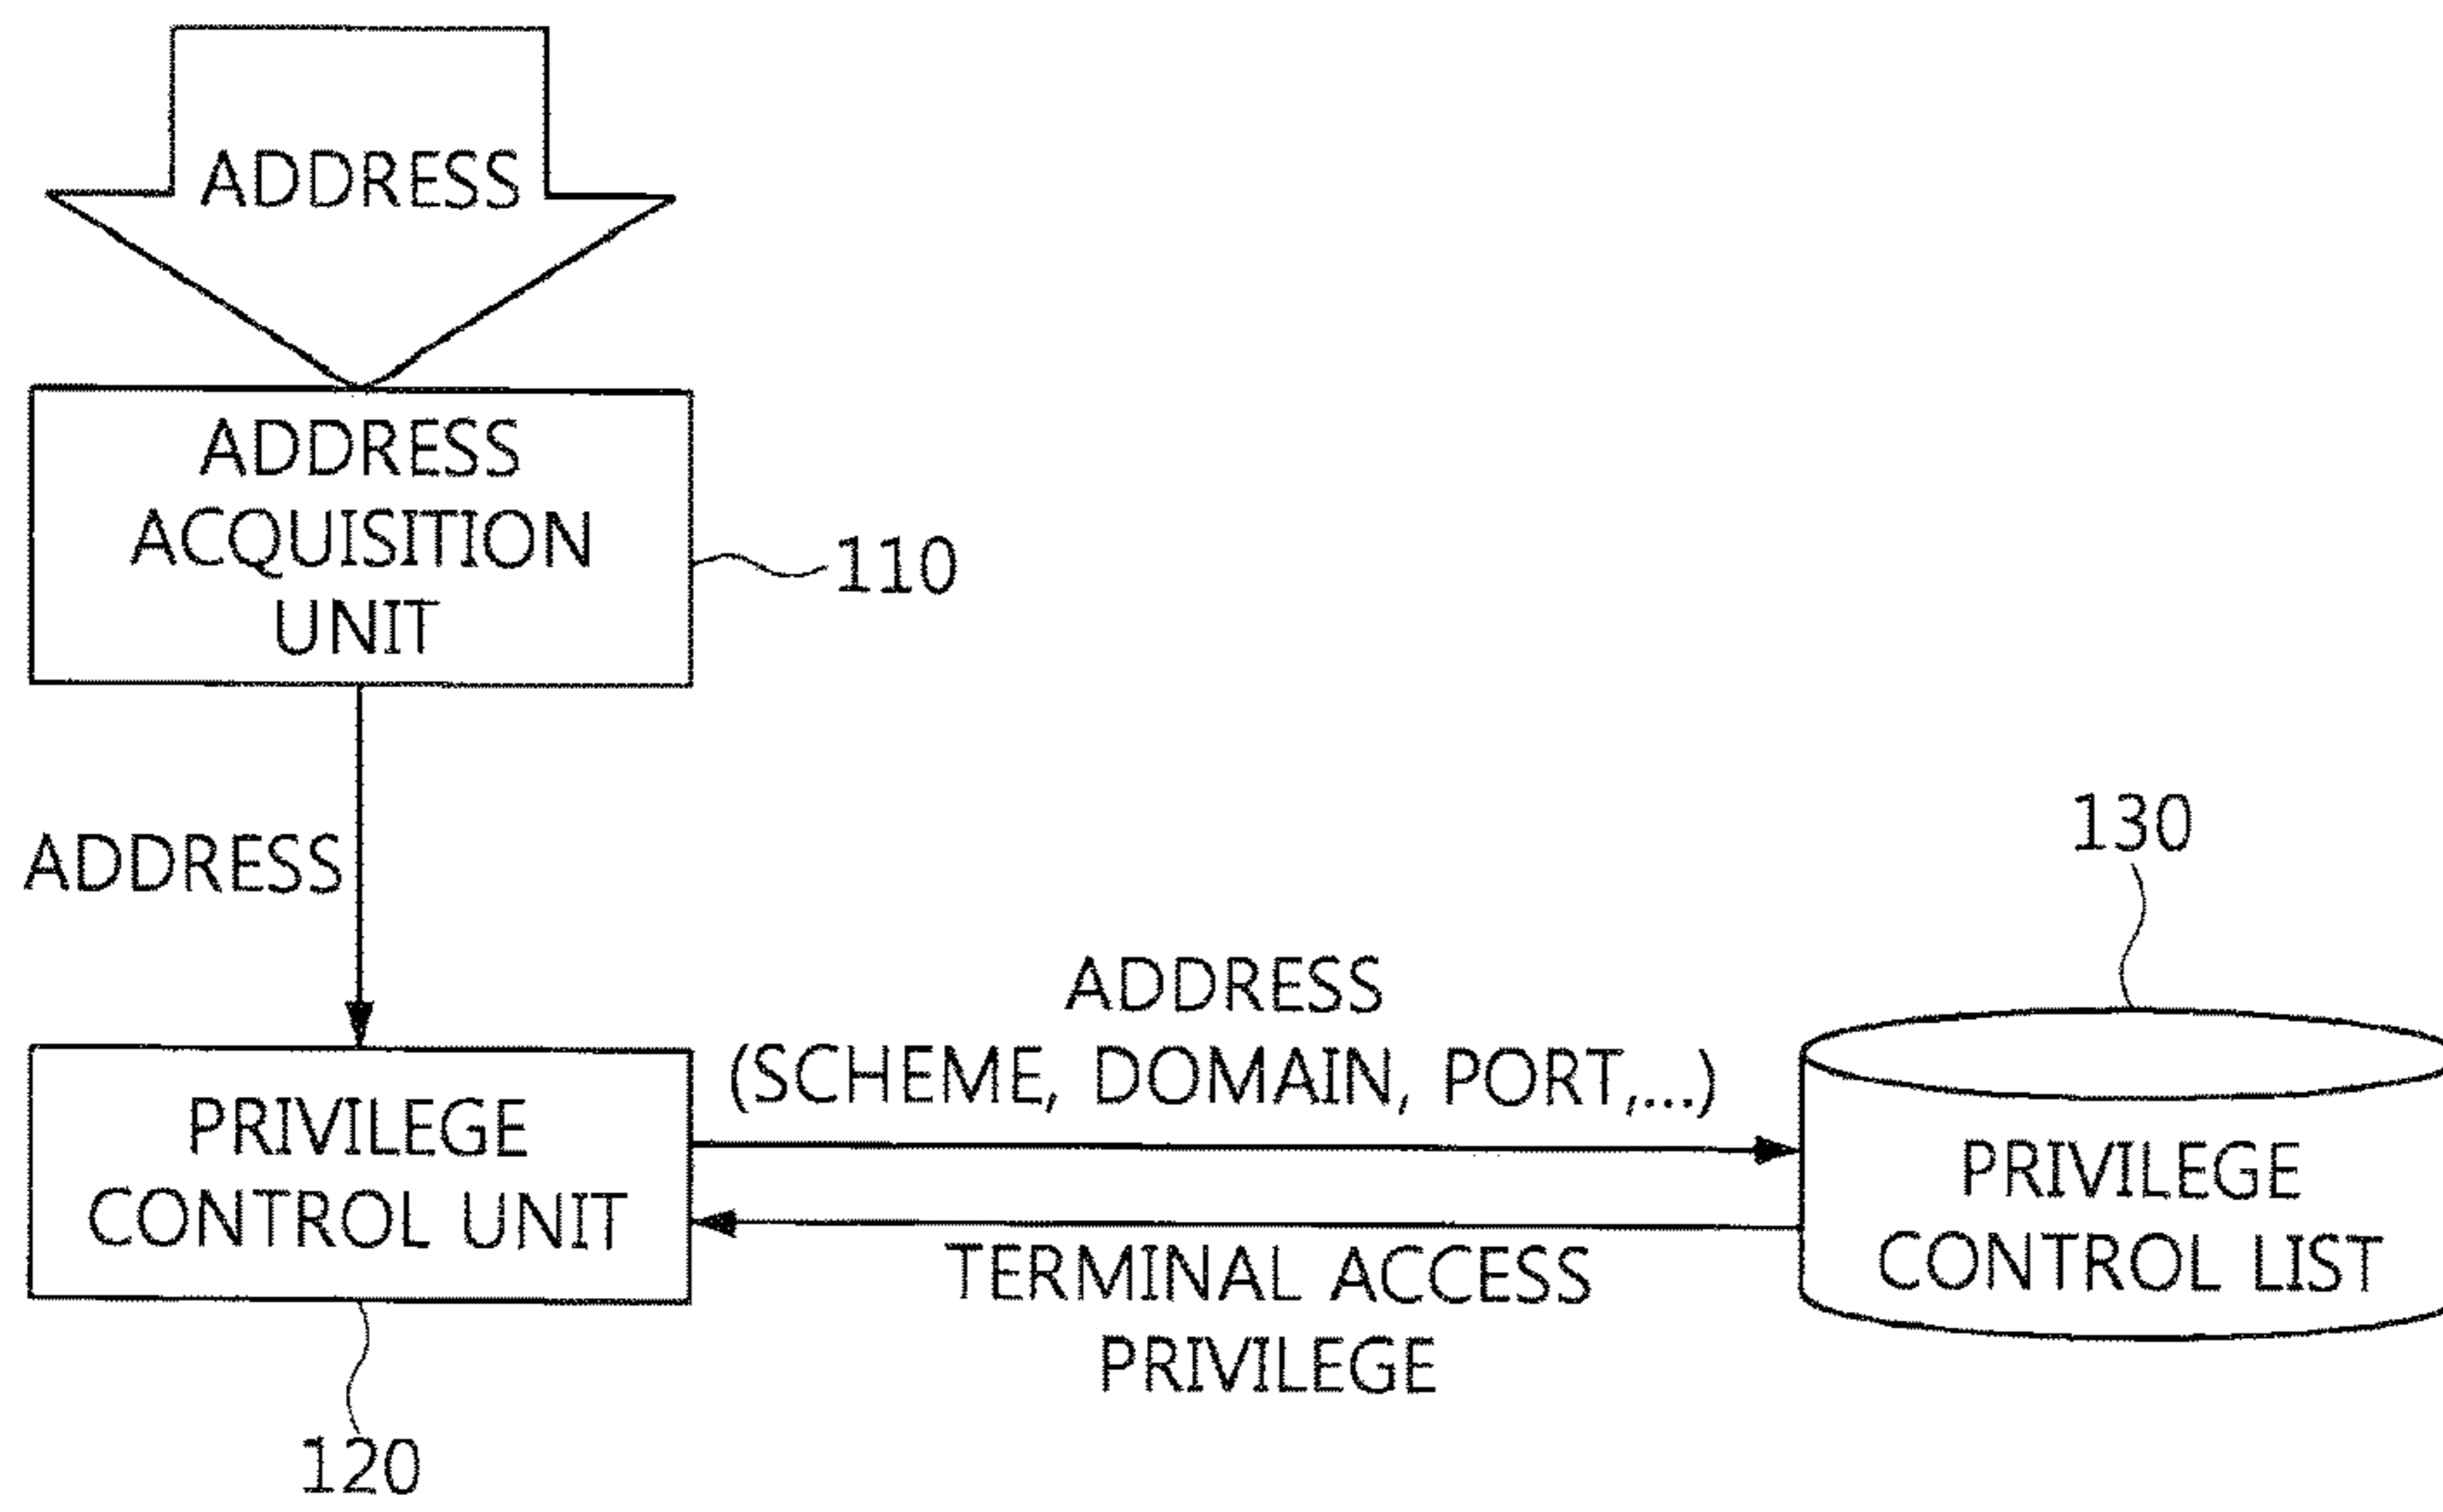 ADDRESS
ADDRESS
ACQUISITION
UNIT
110
ADDRESS
130
ADDRESS
(SCHEME, DOMAIN, PORT,...)
PRIVILEGE
CONTROL UNIT
PRIVILEGE
CONTROL LIST
TERMINAL ACCESS
PRIVILEGE
120